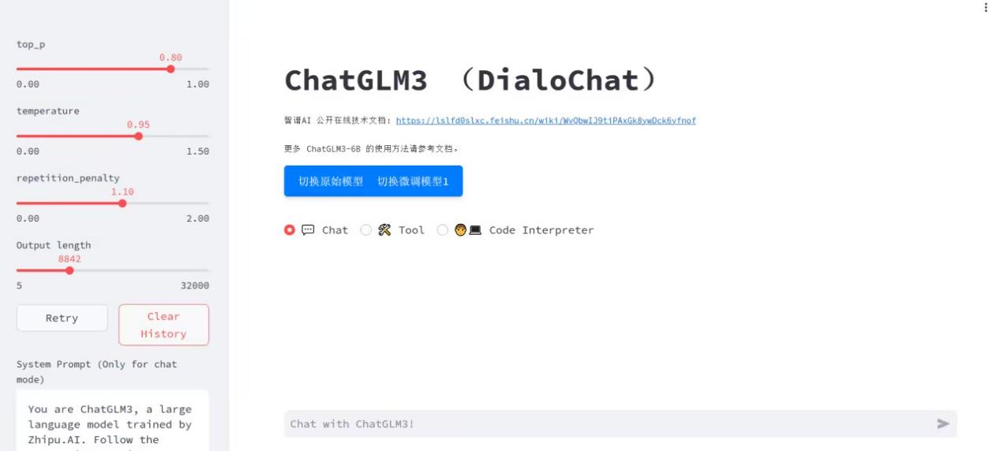 top_p
0.80
0.00 1.00
temperature
0.95
0.00 1.50
repetition_penalty
1.10
0.00 2.00
Output length
8842
5 32000
Retry
Clear
History
System Prompt (Only for chat
mode)
You are ChatGLM3, a large
language model trained by
Zhipu.AI. Follow the
ChatGLM3 （DialoChat）
智谱AI 公开在线技术文档: https://lslfd0slxc.feishu.cn/wiki/WvQbwIJ9tiPAxGk8ywDck6yfnof
更多 ChatGLM3-6B 的使用方法请参考文档。
切换原始模型 切换微调模型1
Chat Tool Code Interpreter
Chat with ChatGLM3!